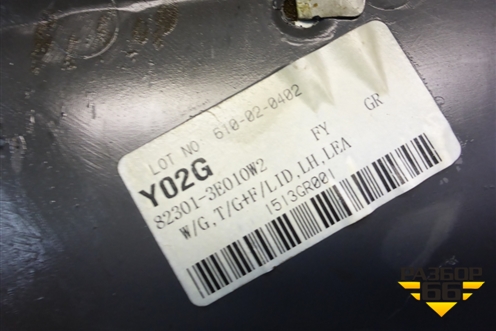 LOT NO 610-02-0402
Y02G FY GR
82301-3E010W2
W/G,T/G+F/LID,LH,LEA
1513GR001
РАЗБОР
66